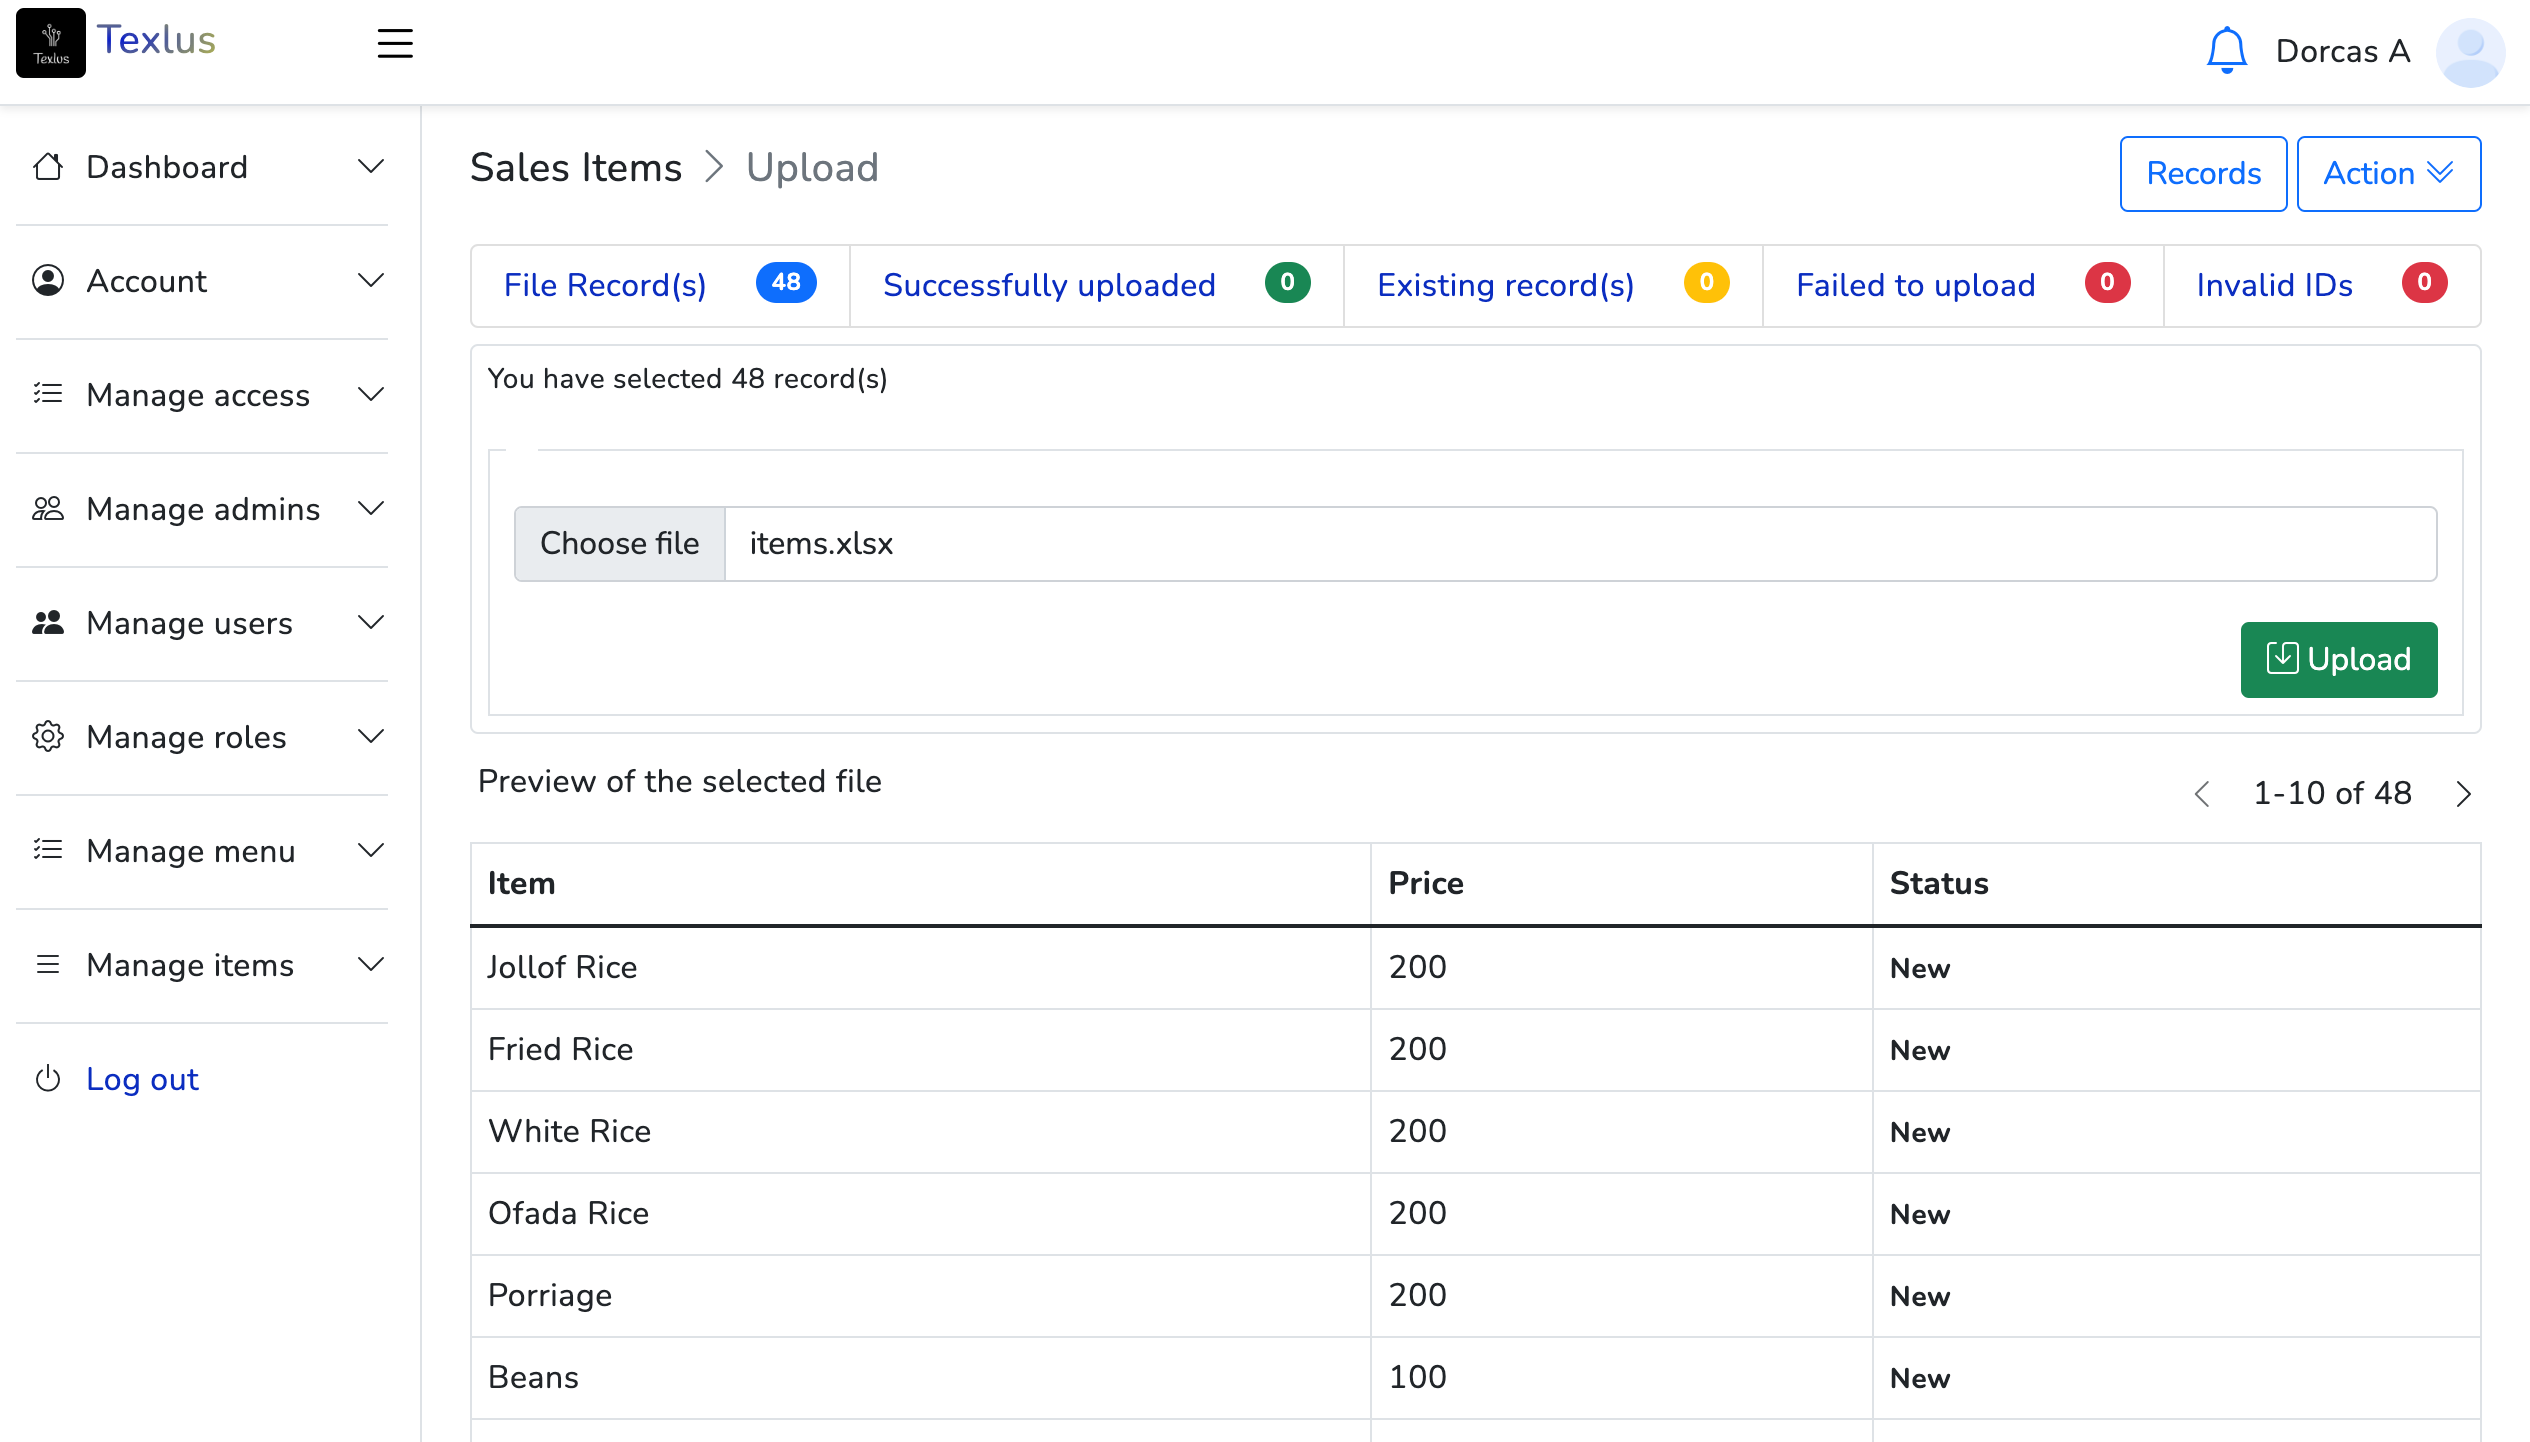 Texlus
Texlus
Dorcas A
Dashboard
Account
Manage access
Manage admins
Manage users
Manage roles
Manage menu
Manage items
Log out
Sales Items > Upload
Records
Action
File Record(s) 48
Successfully uploaded 0
Existing record(s) 0
Failed to upload 0
Invalid IDs 0
You have selected 48 record(s)
Choose file items.xlsx
Upload
Preview of the selected file
1-10 of 48
Item Price Status
Jollof Rice 200 New
Fried Rice 200 New
White Rice 200 New
Ofada Rice 200 New
Porriage 200 New
Beans 100 New